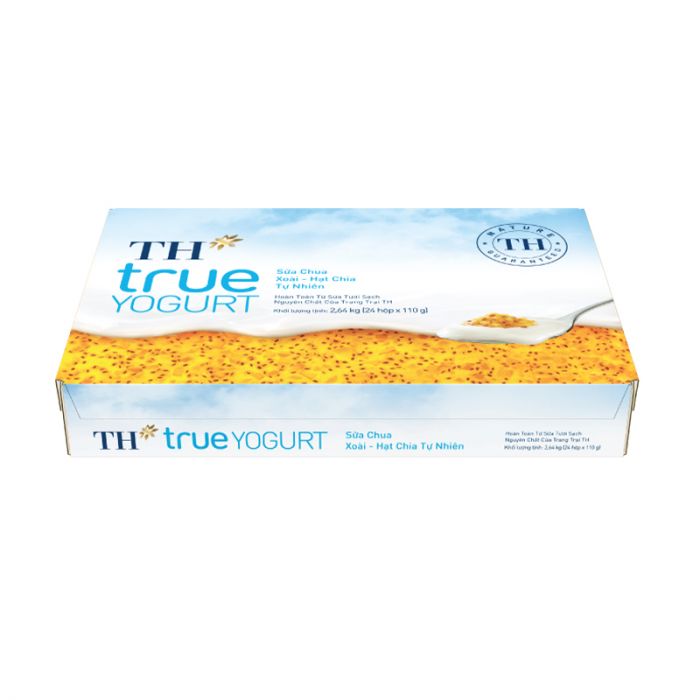 TH
true
YOGURT
Sữa Chua
Xoài - Hạt Chia
Tự Nhiên
Hoàn Toàn Từ Sữa Tươi Sạch
Nguyên Chất Của Trang Trại TH
Khối lượng tịnh: 2,64 kg (24 hộp x 110 g)
NATURE
TH
GUARANTEED
TH true YOGURT
Sữa Chua
Xoài - Hạt Chia Tự Nhiên
Hoàn Toàn Từ Sữa Tươi Sạch
Nguyên Chất Của Trang Trại TH
Khối lượng tịnh: 2,64 kg (24 hộp x 110 g)